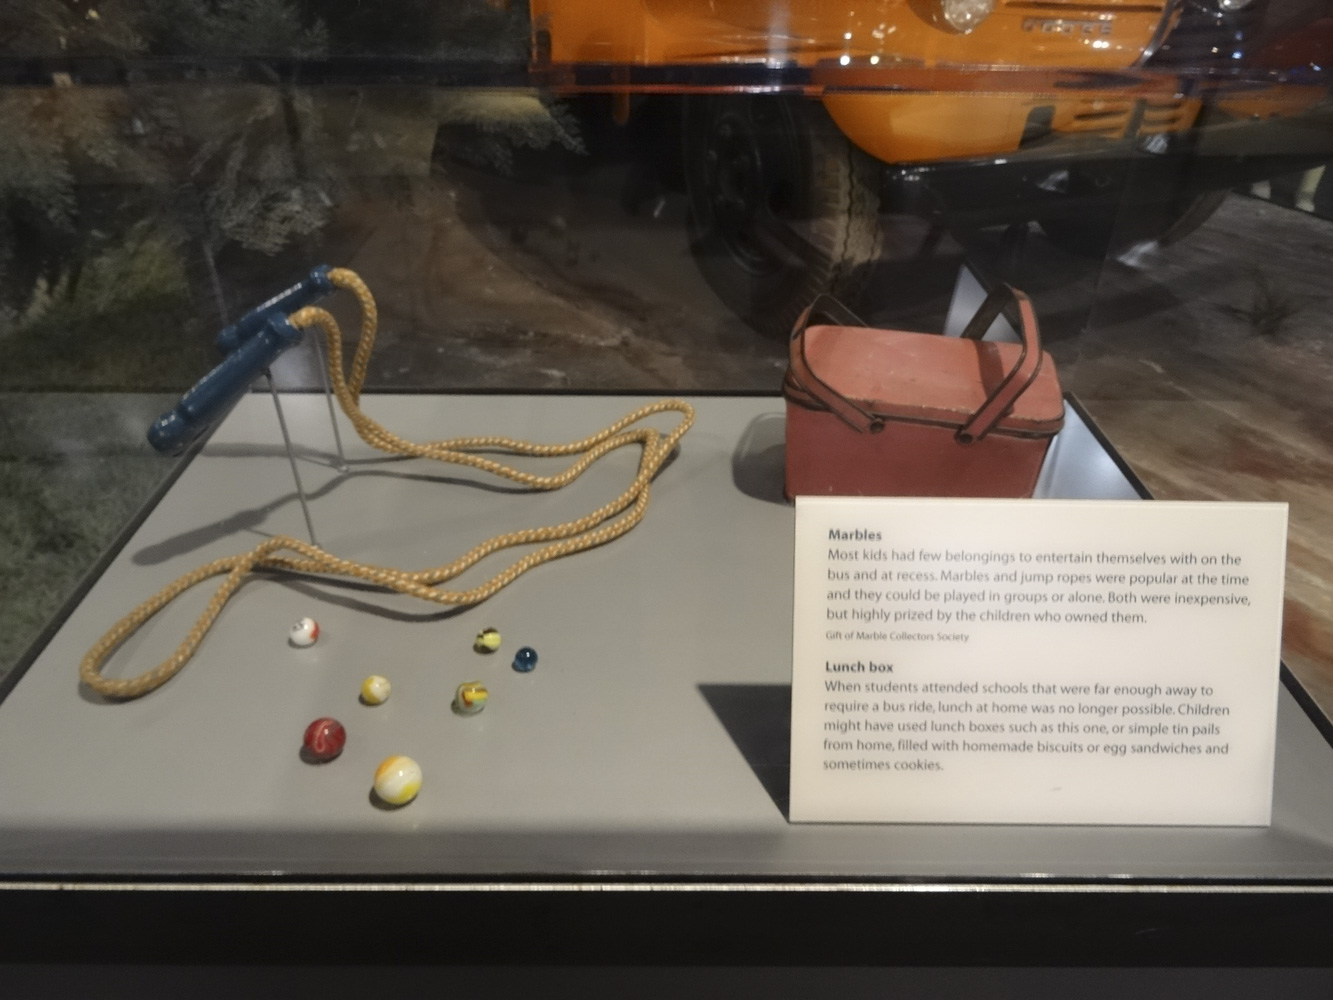 Marbles
Most kids had few belongings to entertain themselves with on the
bus and at recess. Marbles and jump ropes were popular at the time
and they could be played in groups or alone. Both were inexpensive,
but highly prized by the children who owned them.
Gift of Marble Collectors Society
Lunch box
When students attended schools that were far enough away to
require a bus ride, lunch at home was no longer possible. Children
might have used lunch boxes such as this one, or simple tin pails
from home, filled with homemade biscuits or egg sandwiches and
sometimes cookies.